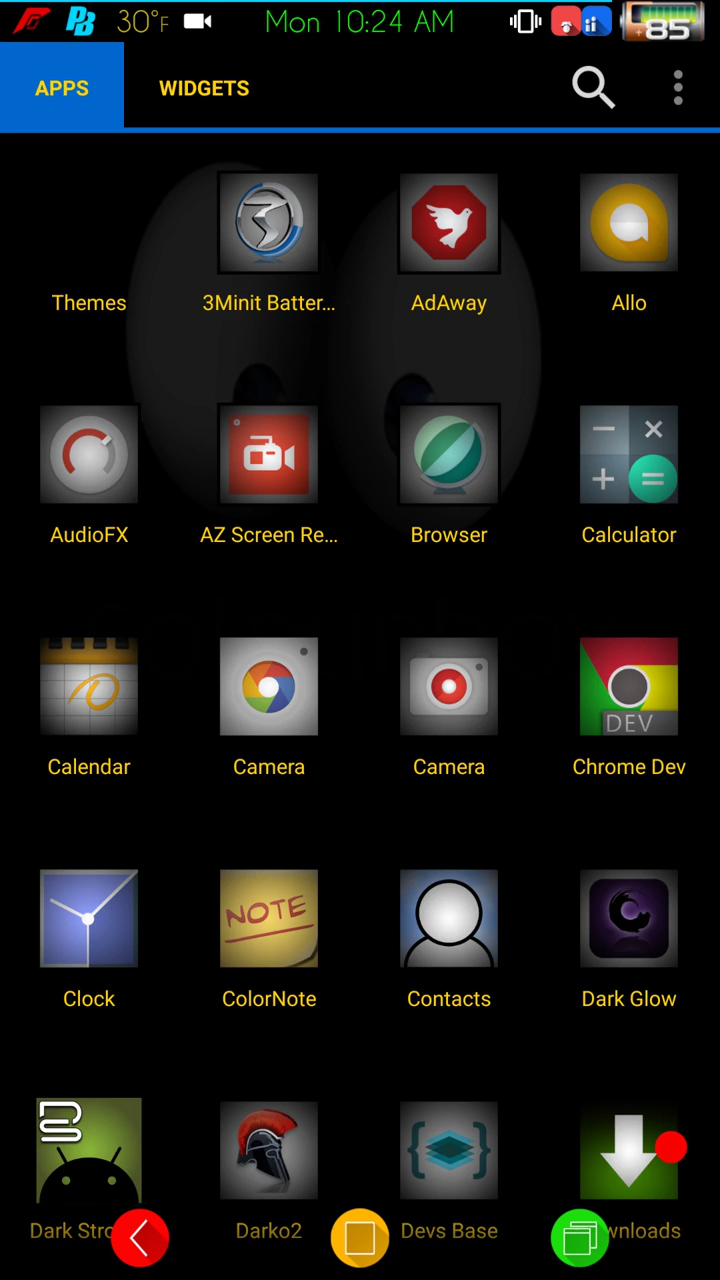 PB 30°F Mon 10:24 AM 85
APPS WIDGETS
Themes 3Minit Batter... AdAway Allo
AudioFX AZ Screen Re... Browser Calculator
DEV
Calendar Camera Camera Chrome Dev
NOTE
Clock ColorNote Contacts Dark Glow
Darko2 Devs Base